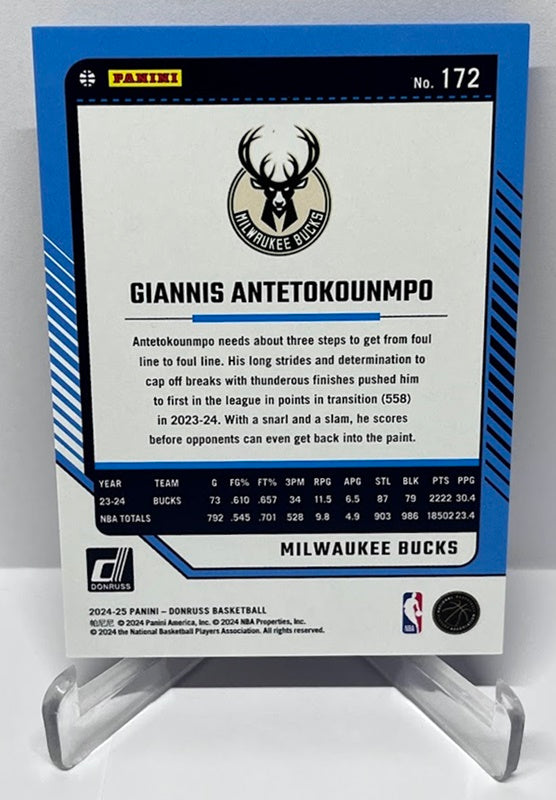 PANINI No. 172
MILWAUKEE BUCKS
GIANNIS ANTETOKOUNMPO
Antetokounmpo needs about three steps to get from foul
line to foul line. His long strides and determination to
cap off breaks with thunderous finishes pushed him
to first in the league in points in transition (558)
in 2023-24. With a snarl and a slam, he scores
before opponents can even get back into the paint.
YEAR TEAM G FG% FT% 3PM RPG APG STL BLK PTS PPG
23-24 BUCKS 73 .610 .657 34 11.5 6.5 87 79 2222 30.4
NBA TOTALS 792 .545 .701 528 9.8 4.9 903 986 18502 23.4
MILWAUKEE BUCKS
DONRUSS
2024-25 PANINI – DONRUSS BASKETBALL
帕尼尼 © 2024 Panini America, Inc. © 2024 NBA Properties, Inc.
© 2024 the National Basketball Players Association. All rights reserved.
NBA